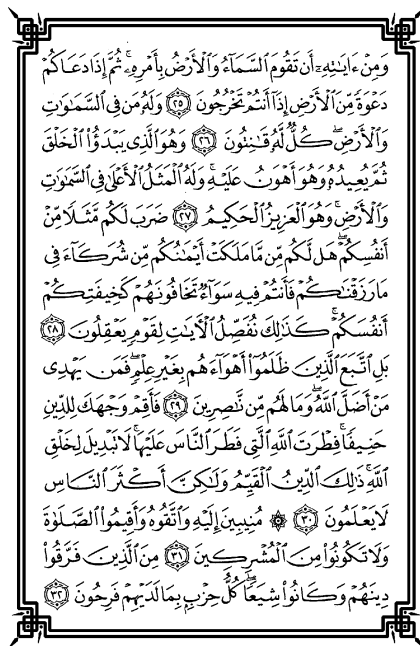 وَمِنْ ءَايَٰتِهِۦٓ أَن تَقُومَ ٱلسَّمَآءُ وَٱلْأَرْضُ بِأَمْرِهِۦۚ ثُمَّ إِذَا دَعَاكُمْ
دَعْوَةً مِّنَ ٱلْأَرْضِ إِذَآ أَنتُمْ تَخْرُجُونَ ٢٥ وَلَهُۥ مَن فِى ٱلسَّمَٰوَٰتِ
وَٱلْأَرْضِۖ كُلٌّ لَّهُۥ قَٰنِتُونَ ٢٦ وَهُوَ ٱلَّذِى يَبْدَؤُا۟ ٱلْخَلْقَ
ثُمَّ يُعِيدُهُۥ وَهُوَ أَهْوَنُ عَلَيْهِۚ وَلَهُ ٱلْمَثَلُ ٱلْأَعْلَىٰ فِى ٱلسَّمَٰوَٰتِ
وَٱلْأَرْضِۚ وَهُوَ ٱلْعَزِيزُ ٱلْحَكِيمُ ٢٧ ضَرَبَ لَكُم مَّثَلًا مِّنْ
أَنفُسِكُمْۖ هَل لَّكُم مِّن مَّا مَلَكَتْ أَيْمَٰنُكُم مِّن شُرَكَآءَ فِى
مَا رَزَقْنَٰكُمْ فَأَنتُمْ فِيهِ سَوَآءٌ تَخَافُونَهُمْ كَخِيفَتِكُمْ
أَنفُسَكُمْۚ كَذَٰلِكَ نُفَصِّلُ ٱلْءَايَٰتِ لِقَوْمٍ يَعْقِلُونَ ٢٨
بَلِ ٱتَّبَعَ ٱلَّذِينَ ظَلَمُوٓا۟ أَهْوَآءَهُم بِغَيْرِ عِلْمٍۖ فَمَن يَهْدِى
مَنْ أَضَلَّ ٱللَّهُۖ وَمَا لَهُم مِّن نَّٰصِرِينَ ٢٩ فَأَقِمْ وَجْهَكَ لِلدِّينِ
حَنِيفًاۚ فِطْرَتَ ٱللَّهِ ٱلَّتِى فَطَرَ ٱلنَّاسَ عَلَيْهَاۚ لَا تَبْدِيلَ لِخَلْقِ
ٱللَّهِۚ ذَٰلِكَ ٱلدِّينُ ٱلْقَيِّمُ وَلَٰكِنَّ أَكْثَرَ ٱلنَّاسِ
لَا يَعْلَمُونَ ٣٠ ۞ مُنِيبِينَ إِلَيْهِ وَٱتَّقُوهُ وَأَقِيمُوا۟ ٱلصَّلَوٰةَ
وَلَا تَكُونُوا۟ مِنَ ٱلْمُشْرِكِينَ ٣١ مِنَ ٱلَّذِينَ فَرَّقُوا۟
دِينَهُمْ وَكَانُوا۟ شِيَعًاۖ كُلُّ حِزْبٍۭ بِمَا لَدَيْهِمْ فَرِحُونَ ٣٢